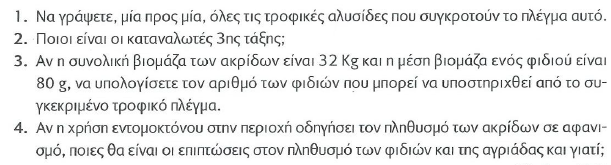 1. Να γράψετε, μία προς μία, όλες τις τροφικές αλυσίδες που συγκροτούν το πλέγμα αυτό.
2. Ποιοι είναι οι καταναλωτές 3ης τάξης;
3. Αν η συνολική βιομάζα των ακρίδων είναι 32 Kg και η μέση βιομάζα ενός φιδιού είναι
80 g, να υπολογίσετε τον αριθμό των φιδιών που μπορεί να υποστηριχθεί από το συ-
γκεκριμένο τροφικό πλέγμα.
4. Αν η χρήση εντομοκτόνου στην περιοχή οδηγήσει τον πληθυσμό των ακρίδων σε αφανι-
σμό, ποιες θα είναι οι επιπτώσεις στον πληθυσμό των φιδιών και της αγριάδας και γιατί;